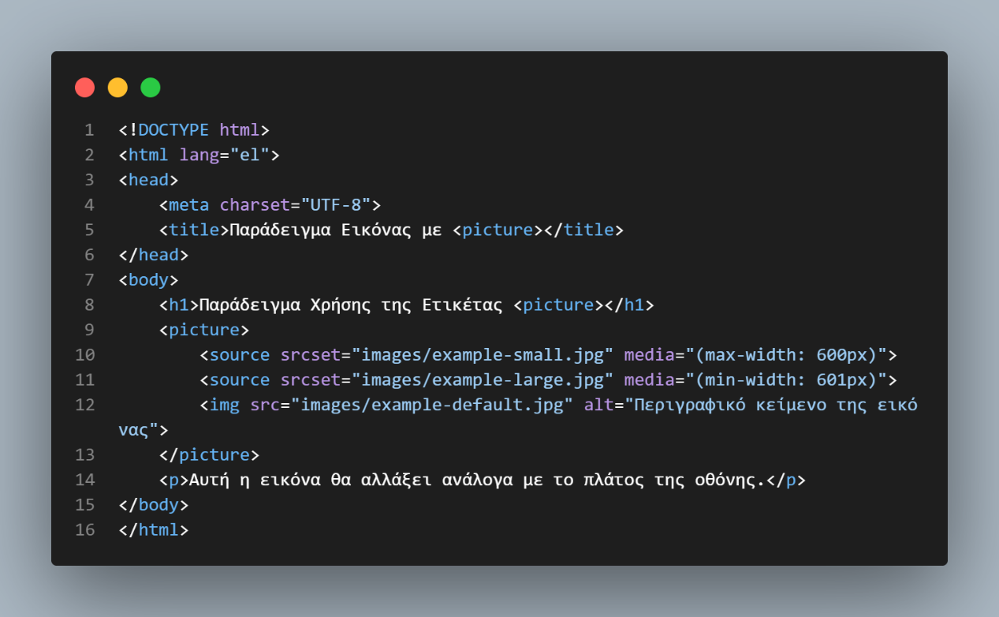 1 <!DOCTYPE html>
2 <html lang="el">
3 <head>
4     <meta charset="UTF-8">
5     <title>Παράδειγμα Εικόνας με <picture></title>
6 </head>
7 <body>
8     <h1>Παράδειγμα Χρήσης της Ετικέτας <picture></h1>
9     <picture>
10         <source srcset="images/example-small.jpg" media="(max-width: 600px)">
11         <source srcset="images/example-large.jpg" media="(min-width: 601px)">
12         <img src="images/example-default.jpg" alt="Περιγραφικό κείμενο της εικό
νας">
13     </picture>
14     <p>Αυτή η εικόνα θα αλλάξει ανάλογα με το πλάτος της οθόνης.</p>
15 </body>
16 </html>